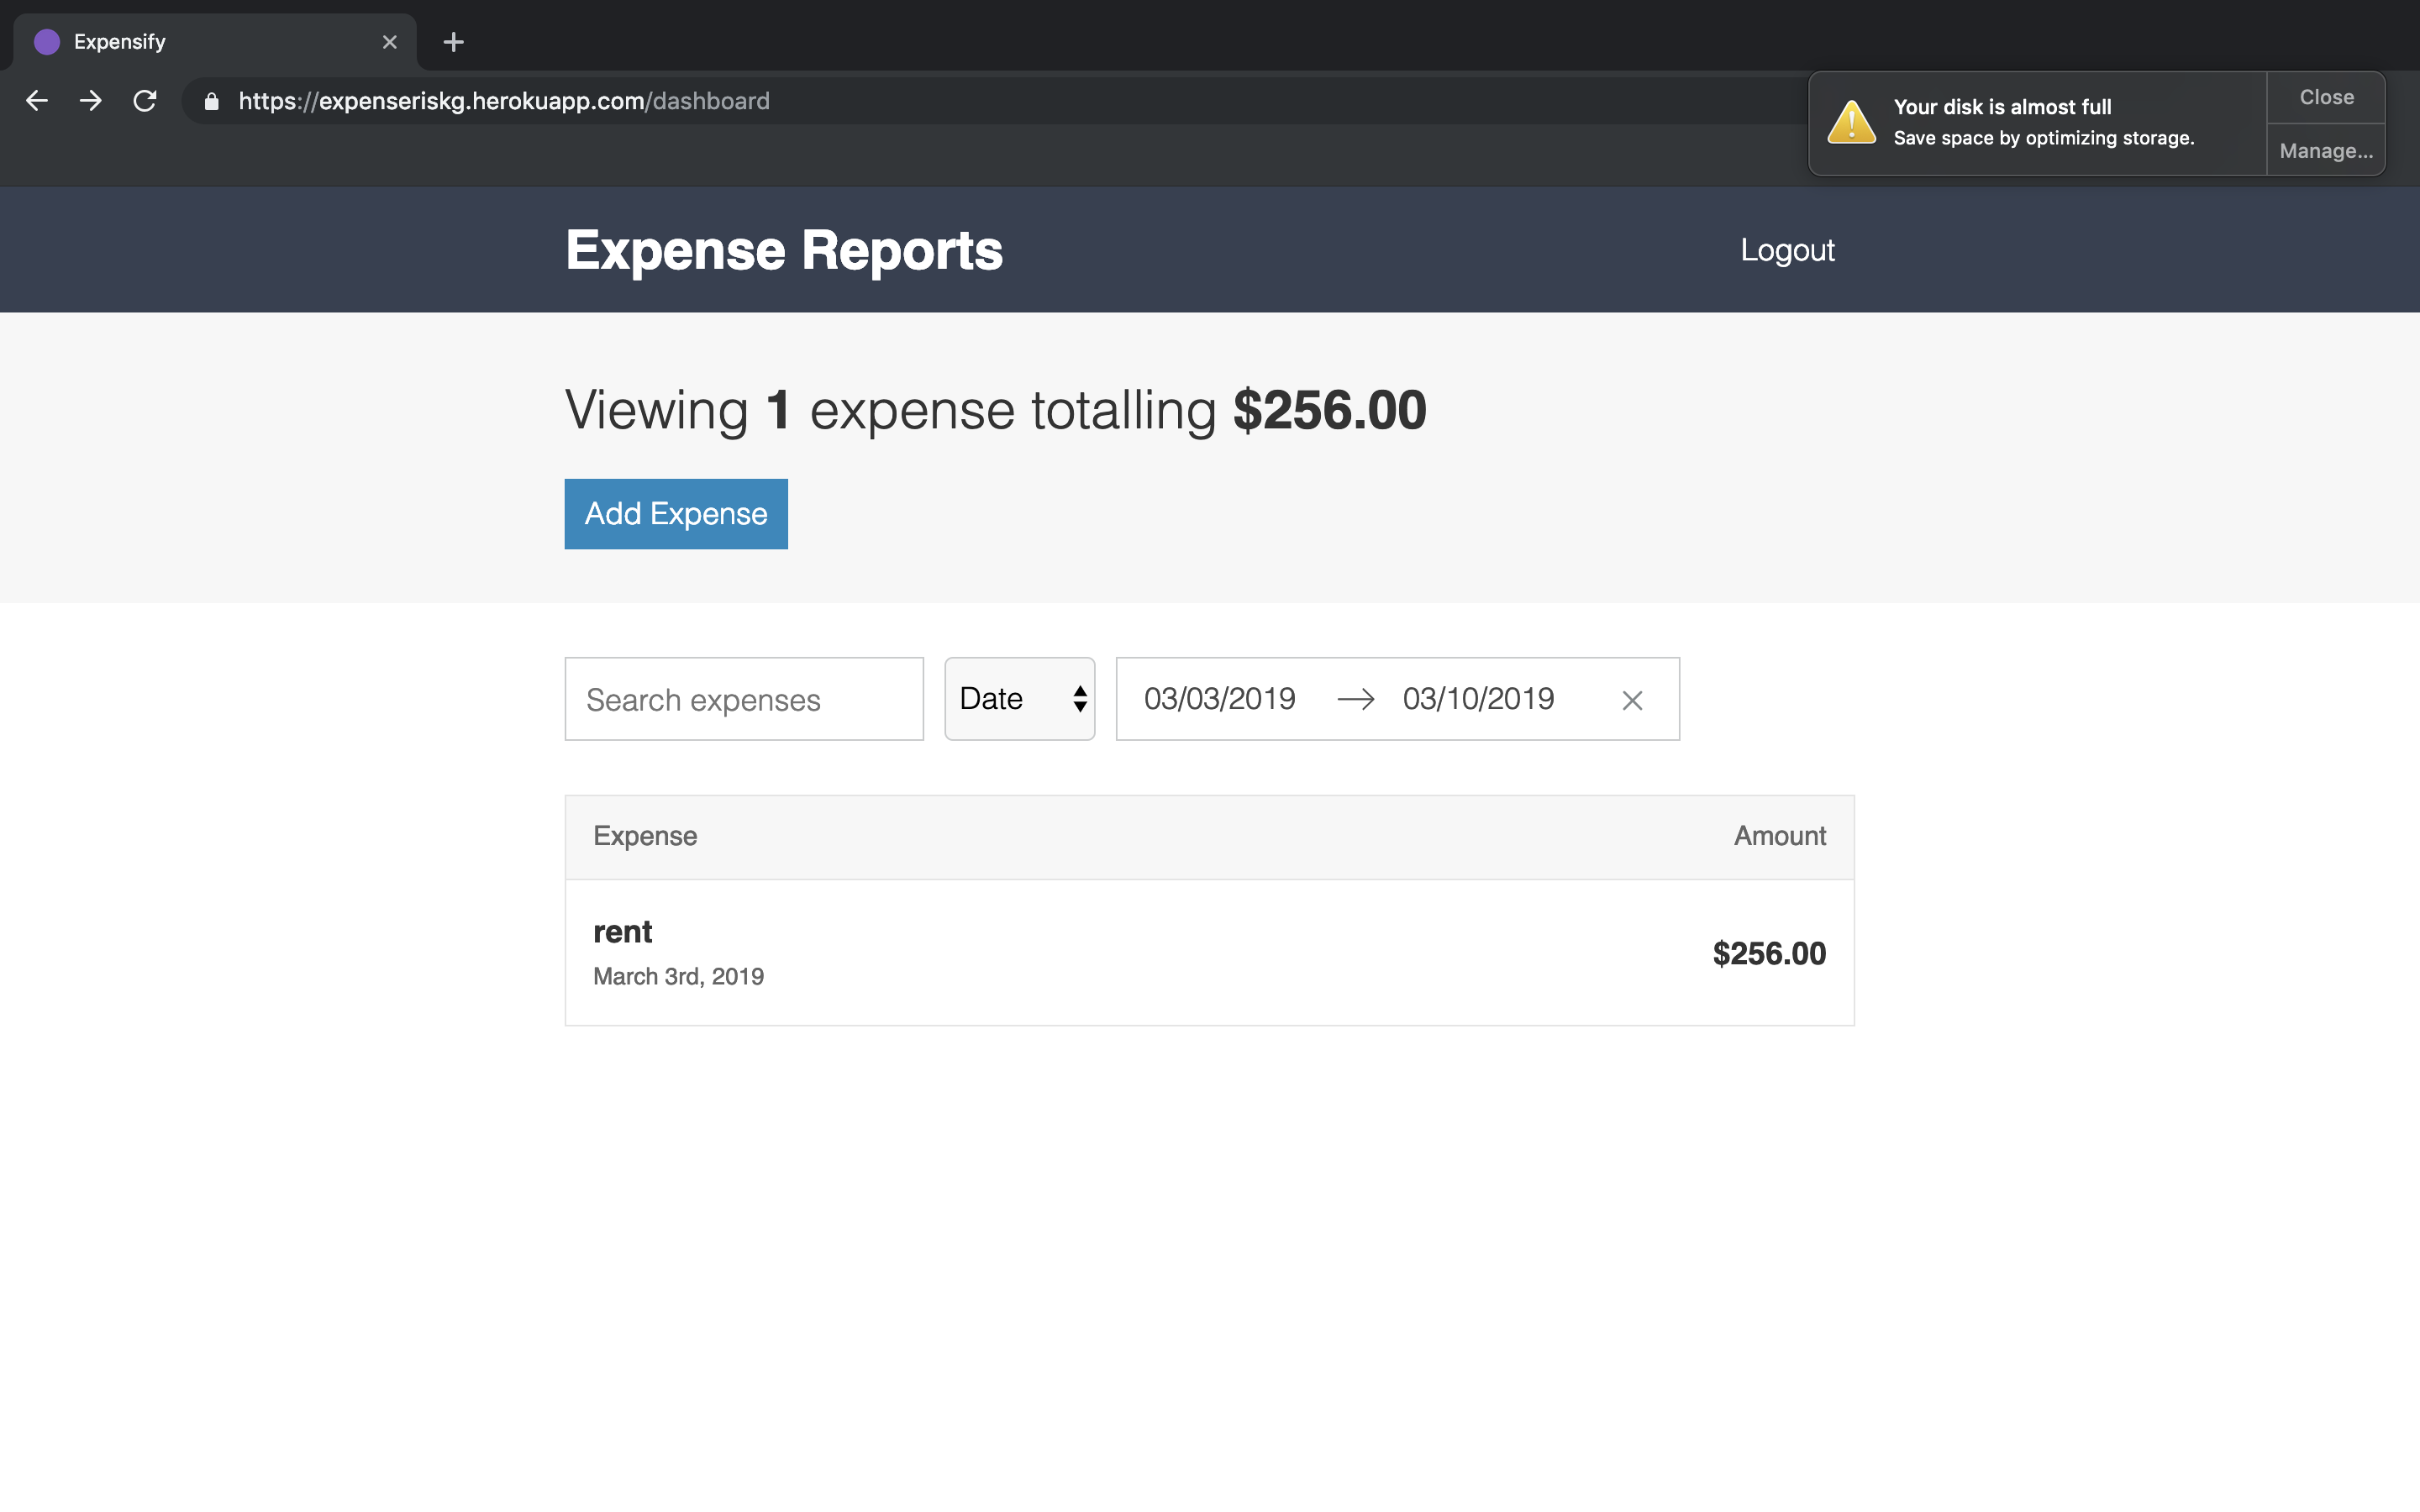 Expensify
https://expenseriskg.herokuapp.com/dashboard
Your disk is almost full
Save space by optimizing storage.
Close
Manage...
Expense Reports
Logout
Viewing 1 expense totalling $256.00
Add Expense
Search expenses
Date
03/03/2019
03/10/2019
Expense
Amount
rent
March 3rd, 2019
$256.00